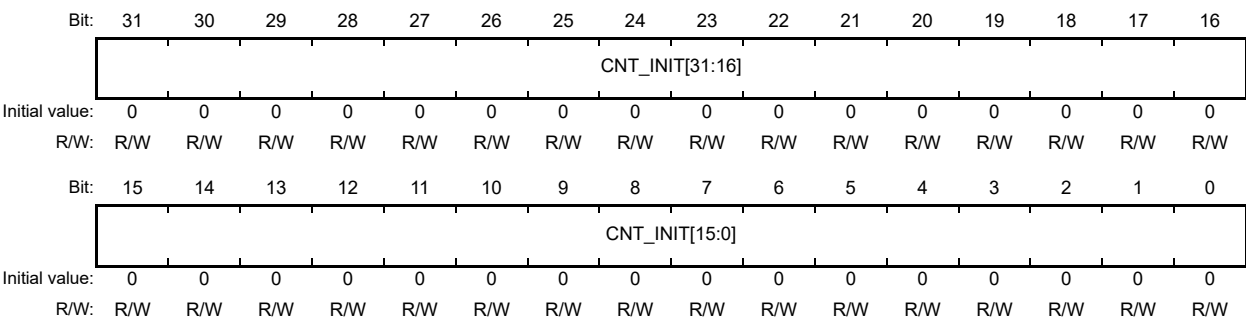 Bit: 31 30 29 28 27 26 25 24 23 22 21 20 19 18 17 16
CNT_INIT[31:16]
Initial value: 0 0 0 0 0 0 0 0 0 0 0 0 0 0 0 0
R/W: R/W R/W R/W R/W R/W R/W R/W R/W R/W R/W R/W R/W R/W R/W R/W R/W
Bit: 15 14 13 12 11 10 9 8 7 6 5 4 3 2 1 0
CNT_INIT[15:0]
Initial value: 0 0 0 0 0 0 0 0 0 0 0 0 0 0 0 0
R/W: R/W R/W R/W R/W R/W R/W R/W R/W R/W R/W R/W R/W R/W R/W R/W R/W